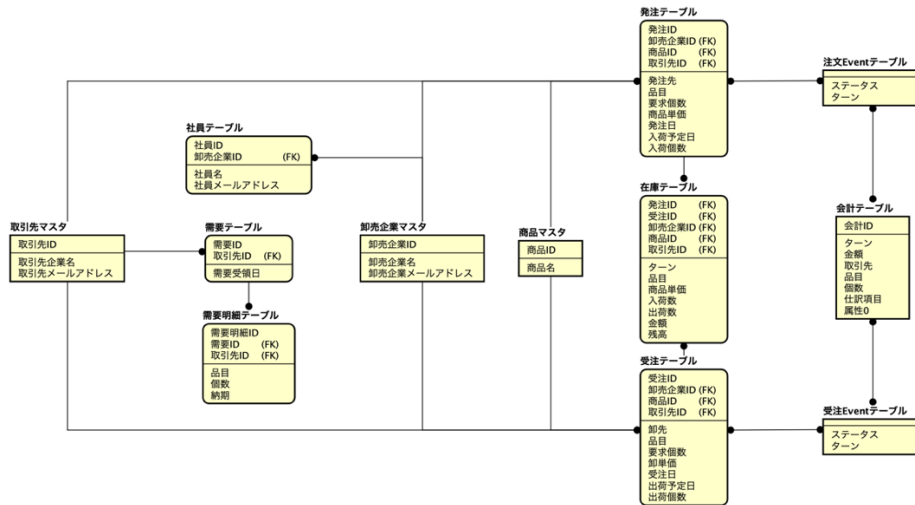 発注テーブル
発注ID
卸売企業ID (FK)
商品ID (FK)
取引先ID (FK)
発注先
品目
要求個数
商品単価
発注日
入荷予定日
入荷個数
注文Eventテーブル
ステータス
ターン
社員テーブル
社員ID
卸売企業ID (FK)
社員名
社員メールアドレス
取引先マスタ
取引先ID
取引先企業名
取引先メールアドレス
需要テーブル
需要ID
取引先ID (FK)
需要受領日
卸売企業マスタ
卸売企業ID
卸売企業名
卸売企業メールアドレス
商品マスタ
商品ID
商品名
在庫テーブル
発注ID (FK)
受注ID (FK)
卸売企業ID (FK)
商品ID (FK)
取引先ID (FK)
ターン
品目
商品単価
入荷数
出荷数
金額
残高
会計テーブル
会計ID
ターン
金額
取引先
品目
個数
仕訳項目
属性0
需要明細テーブル
需要明細ID
需要ID (FK)
取引先ID (FK)
品目
個数
納期
受注テーブル
受注ID
卸売企業ID (FK)
商品ID (FK)
取引先ID (FK)
卸先
品目
要求個数
卸単価
受注日
出荷予定日
出荷個数
受注Eventテーブル
ステータス
ターン